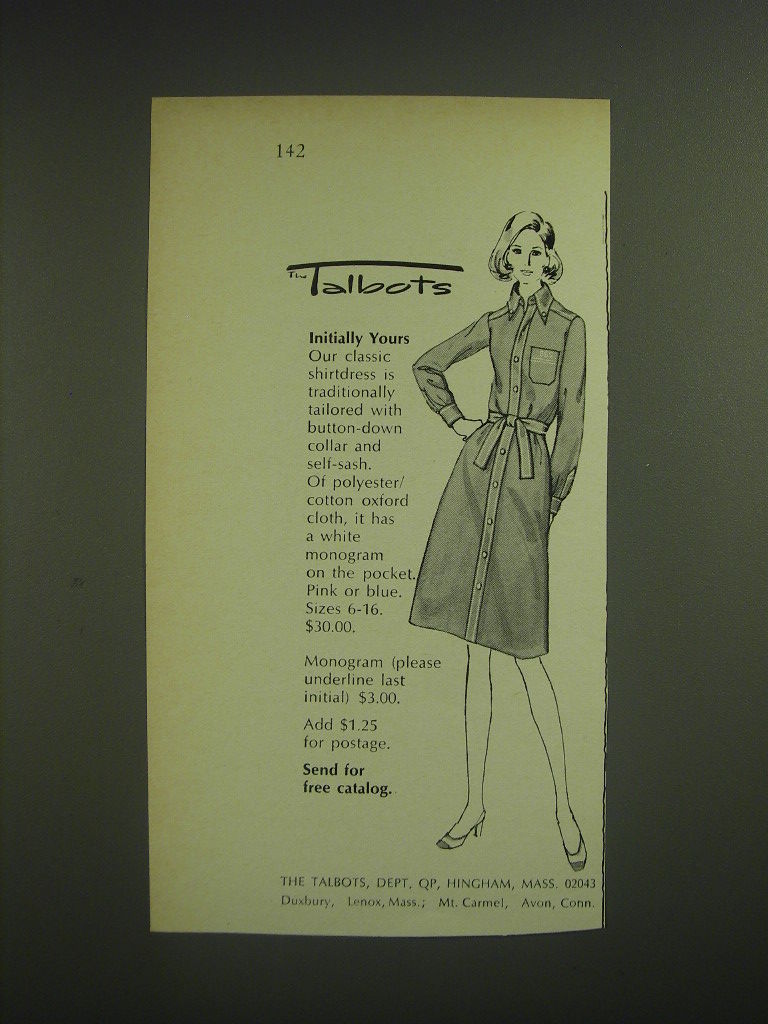 142
The Talbots
Initially Yours
Our classic
shirtdress is
traditionally
tailored with
button-down
collar and
self-sash.
Of polyester/
cotton oxford
cloth, it has
a white
monogram
on the pocket.
Pink or blue.
Sizes 6-16.
$30.00.
Monogram (please
underline last
initial) $3.00.
Add $1.25
for postage.
Send for
free catalog.
THE TALBOTS, DEPT. QP, HINGHAM, MASS. 02043
Duxbury, Lenox, Mass.; Mt. Carmel, Avon, Conn.